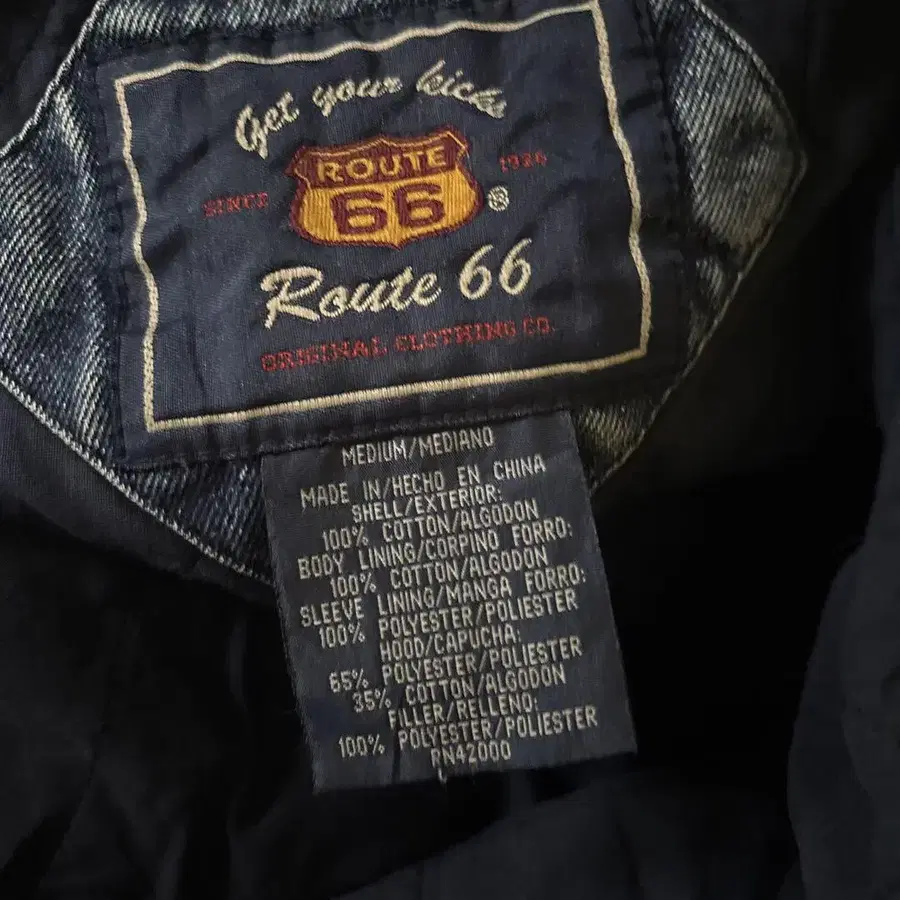 Get your kicks
ROUTE
SINCE 66® 1926
Route 66
ORIGINAL CLOTHING CO.
MEDIUM/MEDIANO
MADE IN/HECHO EN CHINA
SHELL/EXTERIOR:
100% COTTON/ALGODON
BODY LINING/CORPINO FORRO:
100% COTTON/ALGODON
SLEEVE LINING/MANGA FORRO:
100% POLYESTER/POLIESTER
HOOD/CAPUCHA:
65% POLYESTER/POLIESTER
35% COTTON/ALGODON
FILLER/RELLENO:
100% POLYESTER/POLIESTER
RN42000